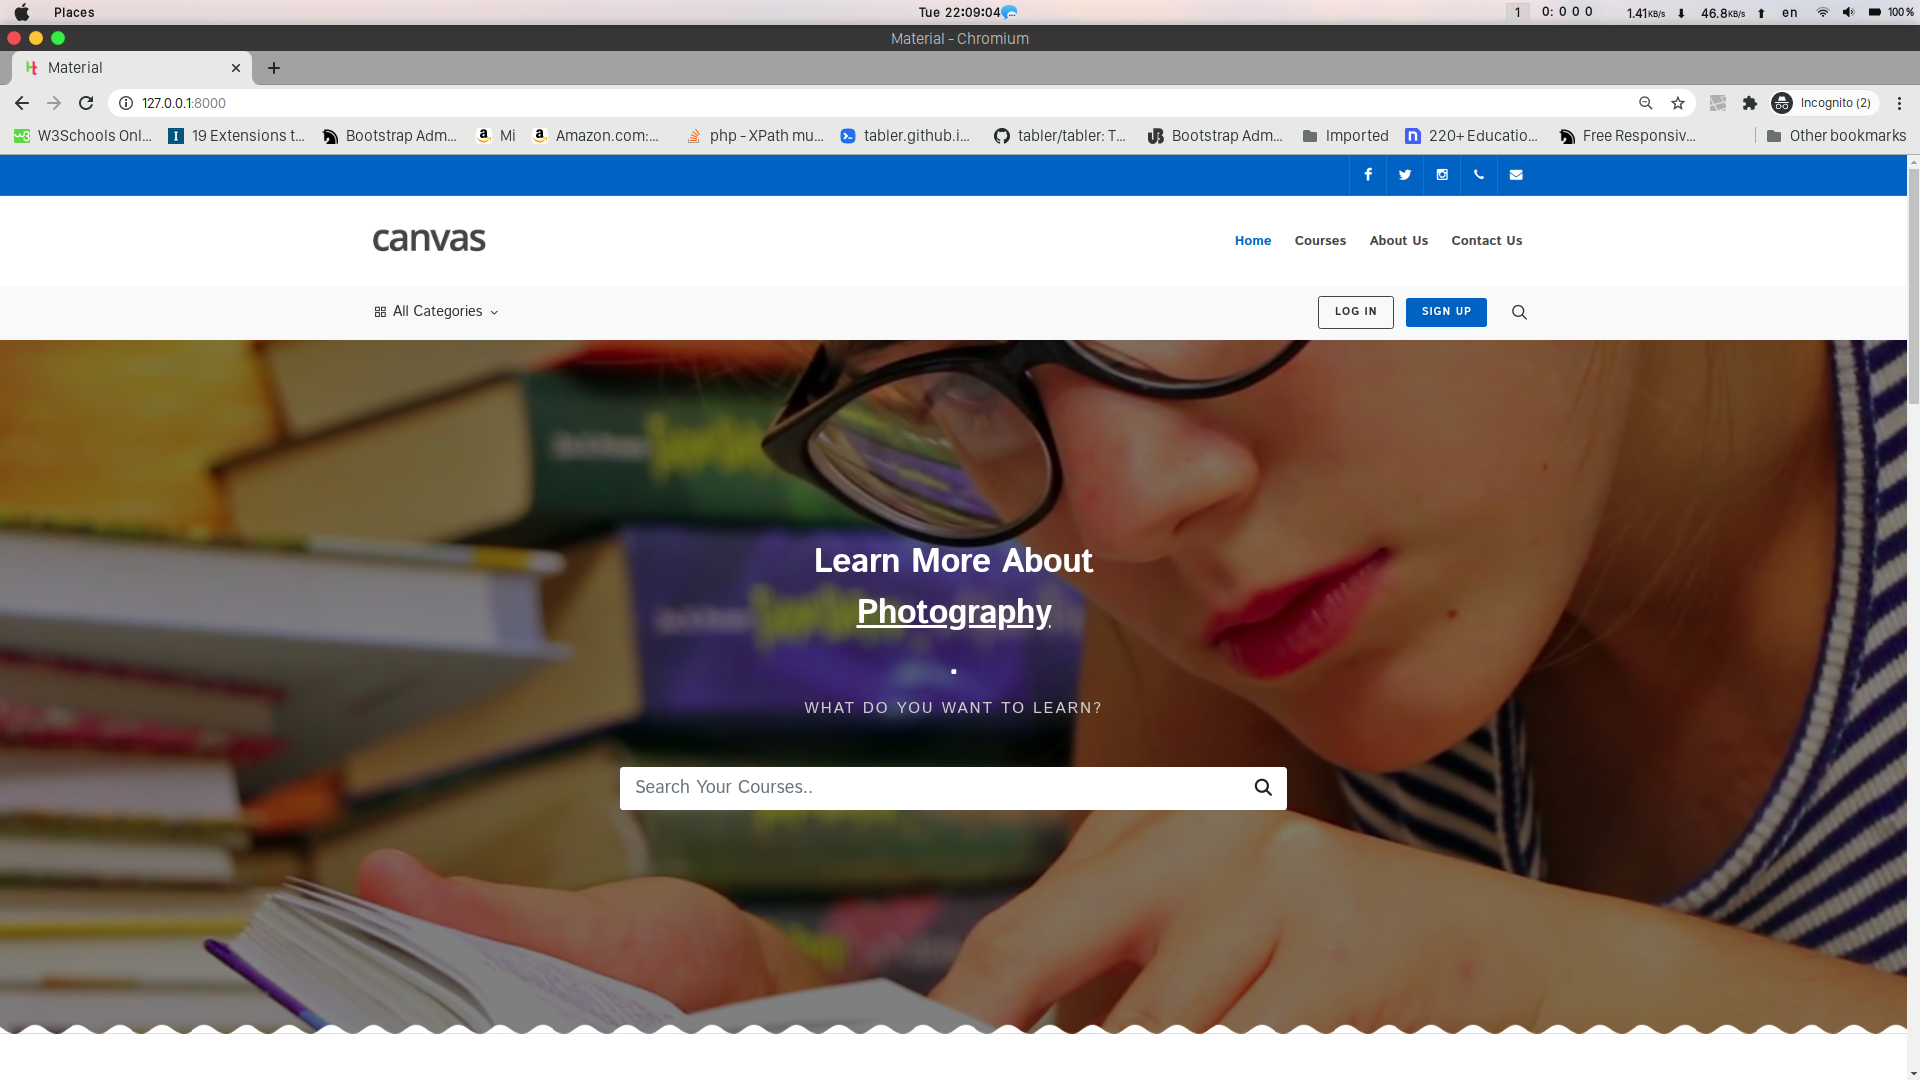 Places
Tue 22:09:04
1
0: 0 0 0
1.41KB/s
46.8KB/s
en
100%
Material - Chromium
Material
127.0.0.1:8000
Incognito (2)
W3Schools Onl...
19 Extensions t...
Bootstrap Adm...
Mi
Amazon.com:...
php - XPath mu...
tabler.github.i...
tabler/tabler: T...
Bootstrap Adm...
Imported
220+ Educatio...
Free Responsiv...
Other bookmarks
canvas
Home
Courses
About Us
Contact Us
All Categories
LOG IN
SIGN UP
Learn More About
Photography
.
WHAT DO YOU WANT TO LEARN?
Search Your Courses..